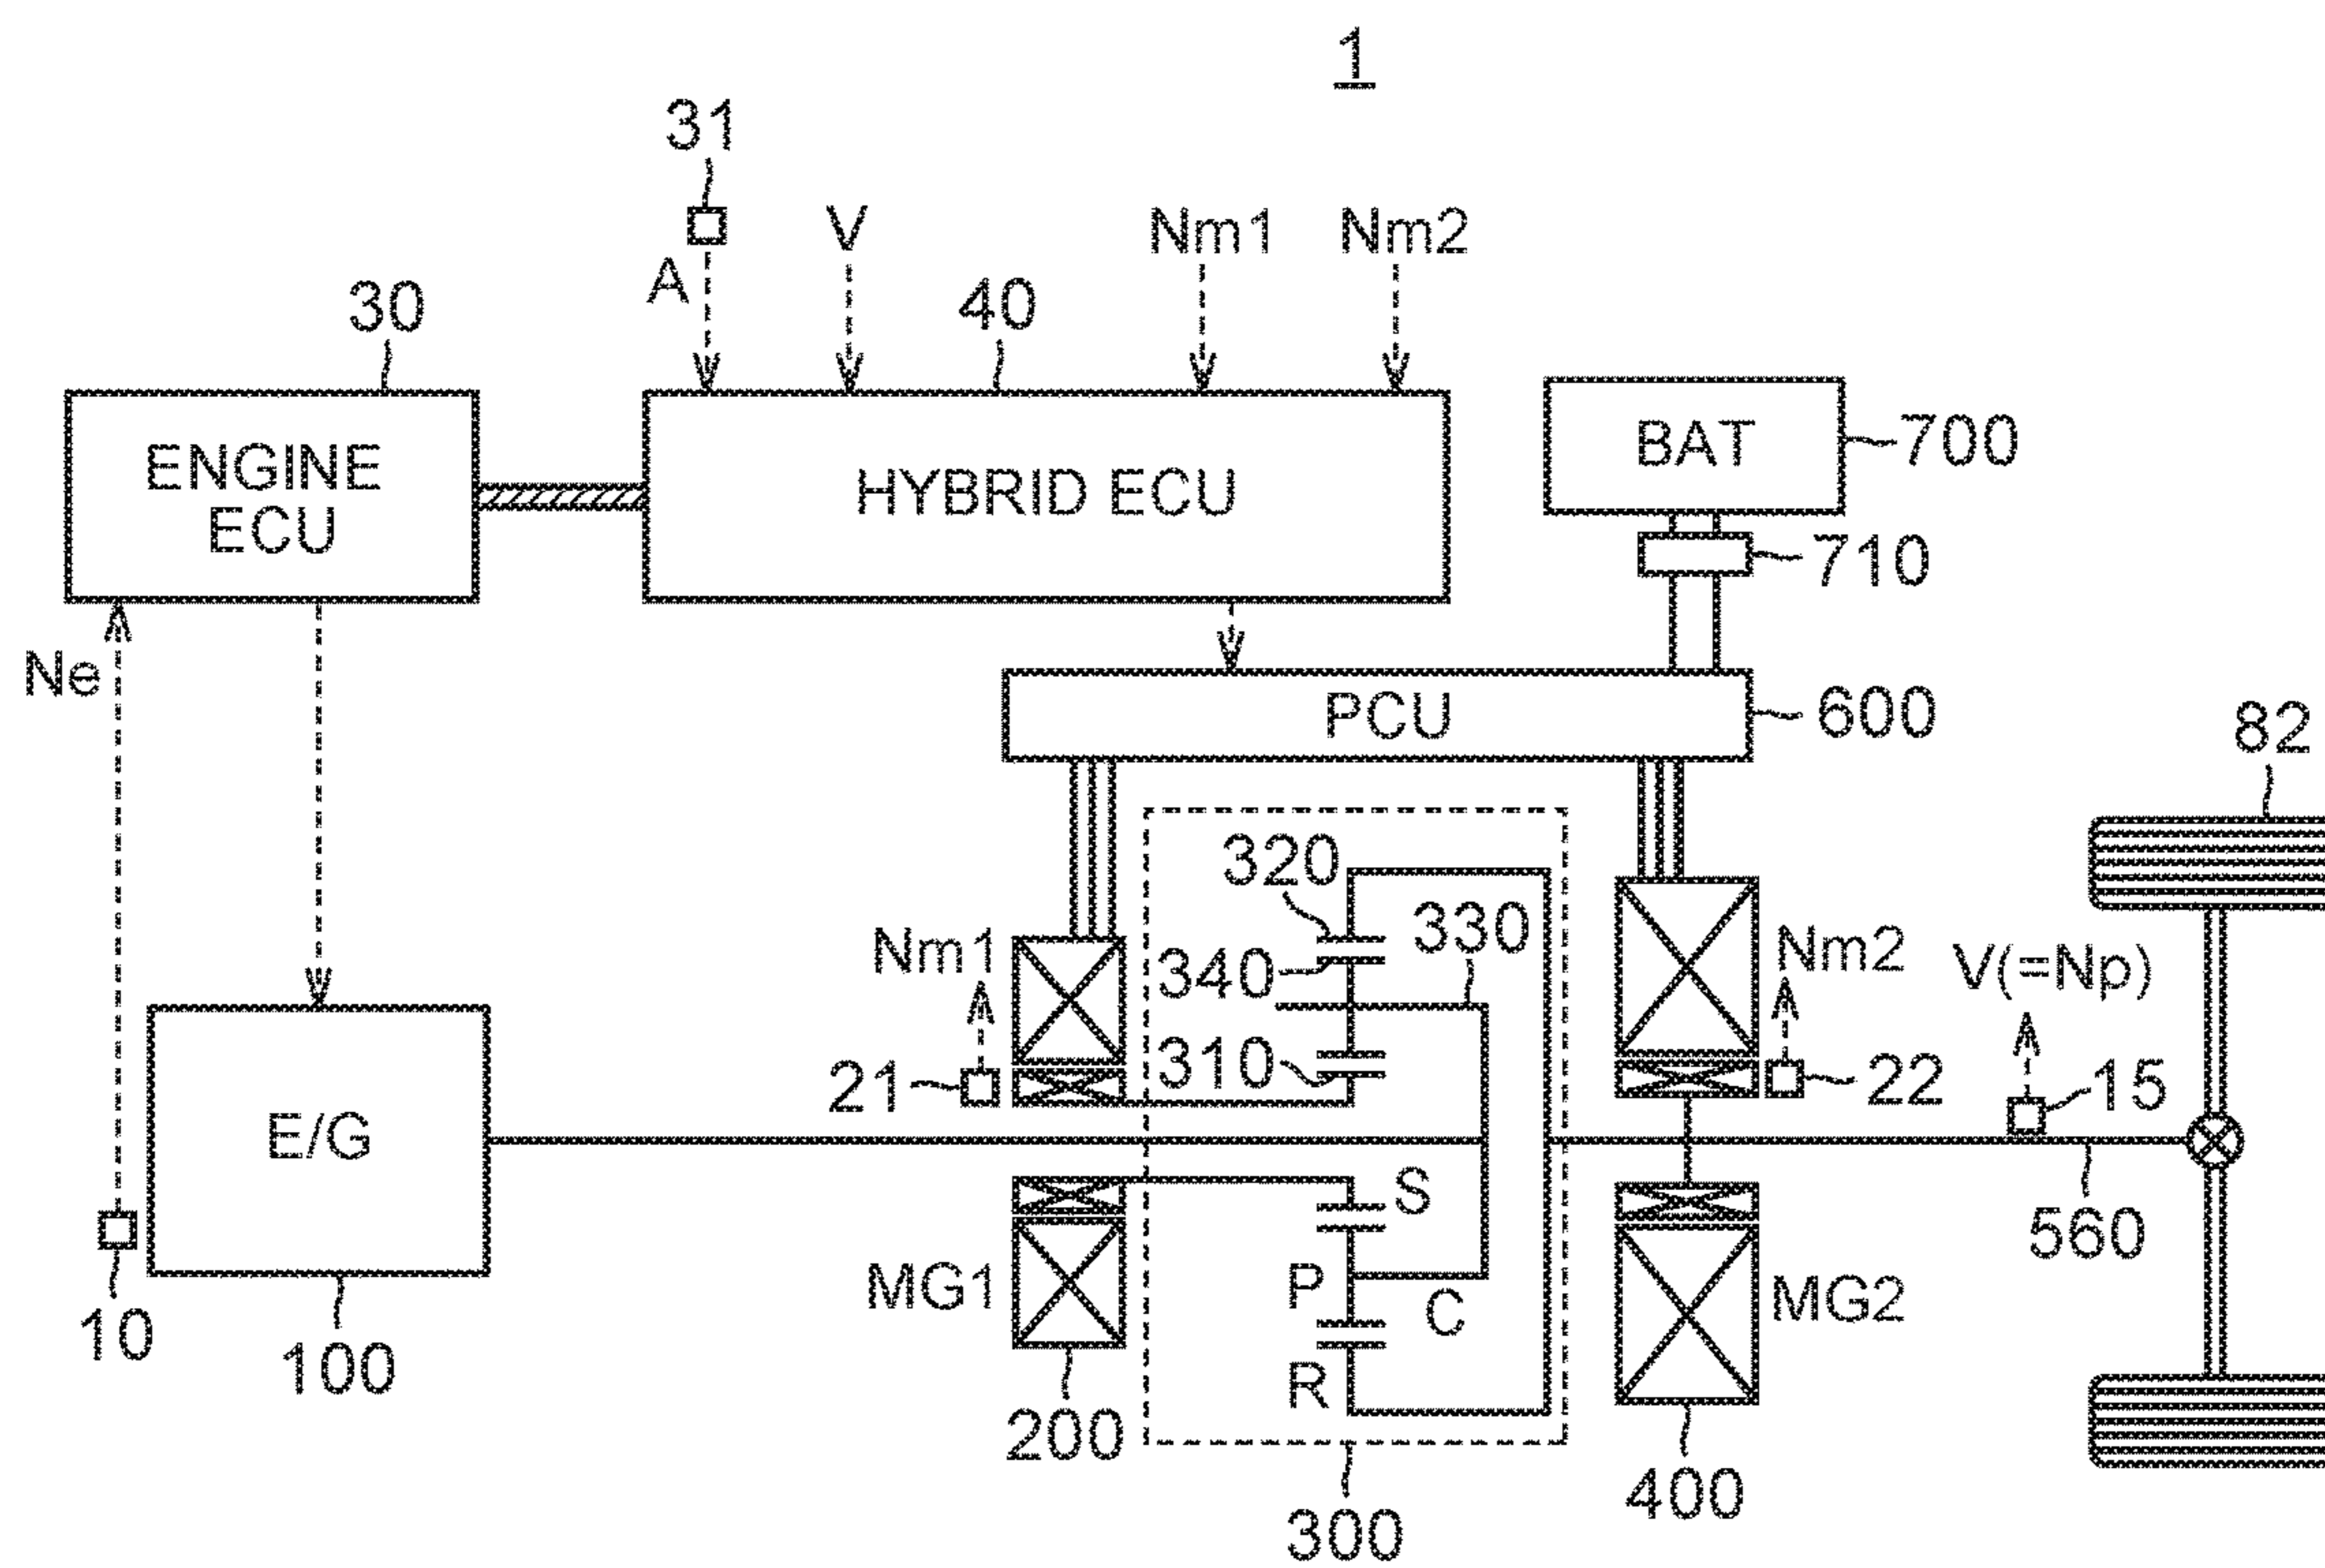 1
31
A
V
Nm1
Nm2
30
40
ENGINE
ECU
HYBRID ECU
BAT
700
710
Ne
PCU
600
82
320
330
Nm1
340
Nm2
V(=Np)
21
310
22
15
E/G
S
560
MG1
P
C
MG2
10
100
R
200
400
300